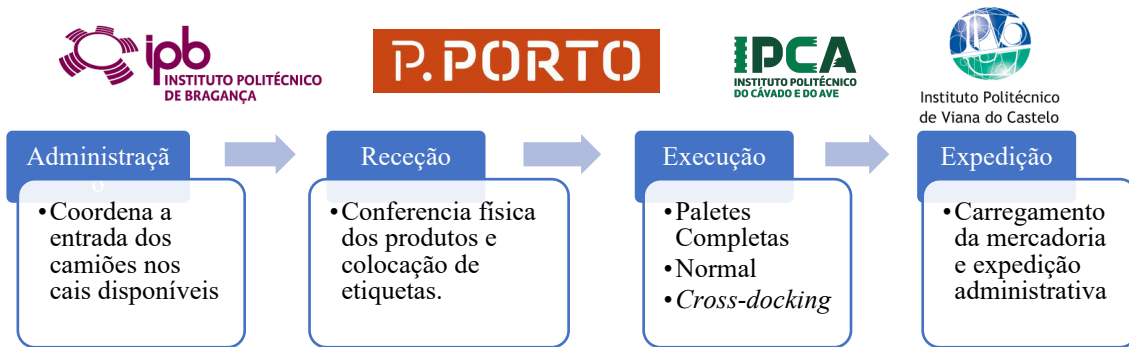 ipb
INSTITUTO POLITÉCNICO
DE BRAGANÇA
P.PORTO
IPCA
INSTITUTO POLITÉCNICO
DO CÁVADO E DO AVE
Instituto Politécnico
de Viana do Castelo
Administraçã
o
•Coordena a
entrada dos
camiões nos
cais disponíveis
Receção
•Conferencia física
dos produtos e
colocação de
etiquetas.
Execução
•Paletes
Completas
•Normal
•Cross-docking
Expedição
•Carregamento
da mercadoria
e expedição
administrativa